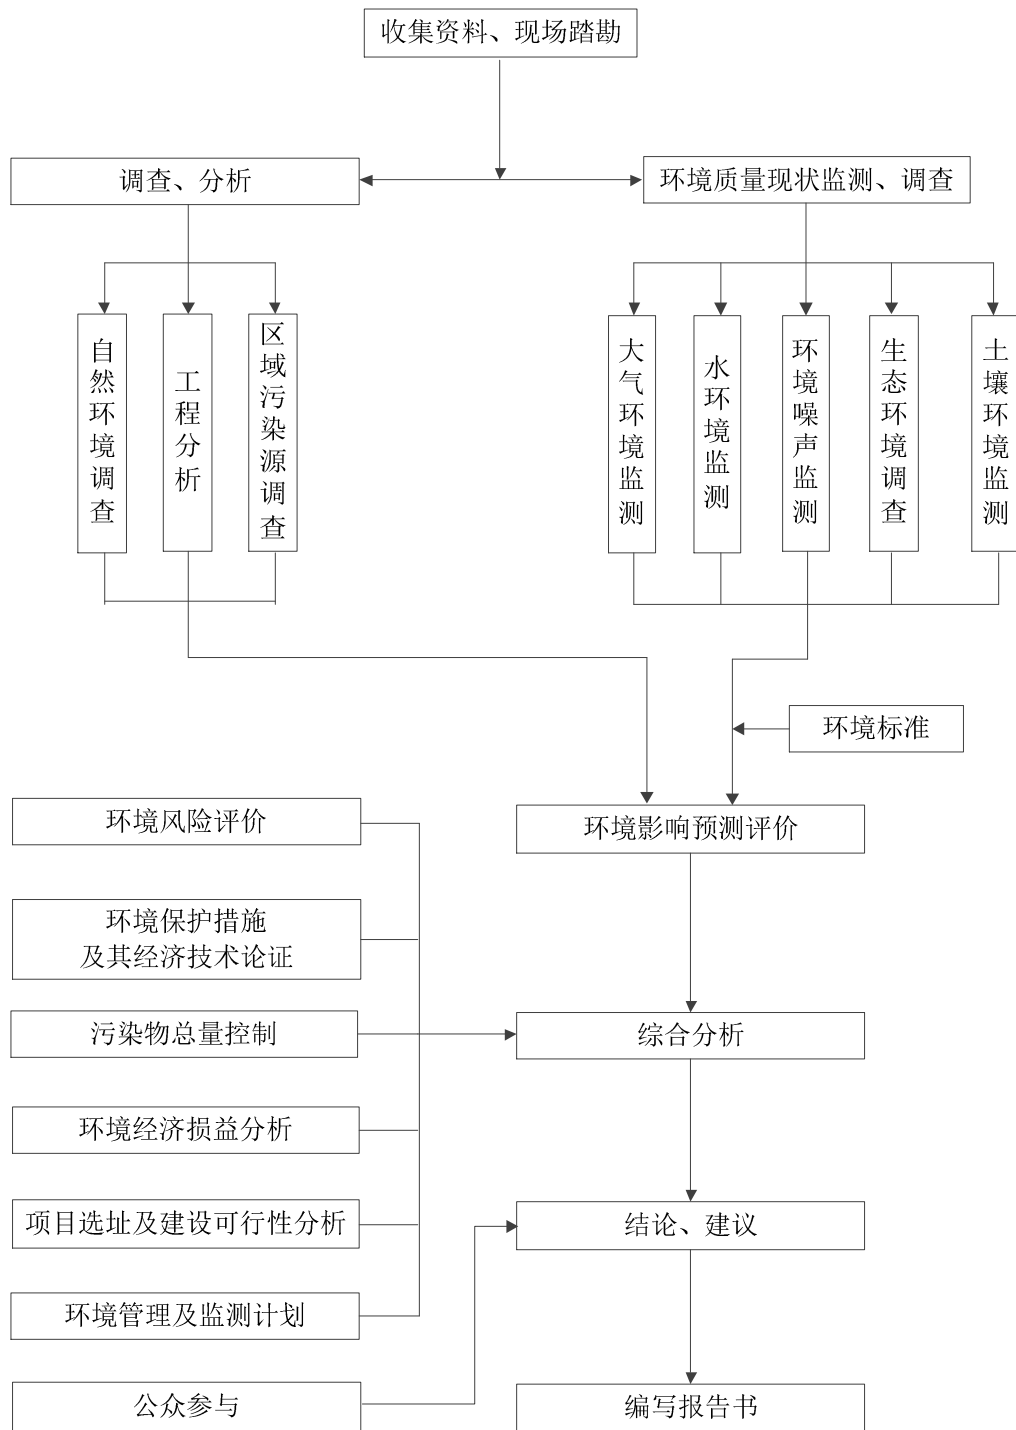 收集资料、现场踏勘
调查、分析
环境质量现状监测、调查
自然环境调查
工程分析
区域污染源调查
大气环境监测
水环境监测
环境噪声监测
生态环境调查
土壤环境监测
环境标准
环境风险评价
环境影响预测评价
环境保护措施
及其经济技术论证
污染物总量控制
综合分析
环境经济损益分析
项目选址及建设可行性分析
结论、建议
环境管理及监测计划
公众参与
编写报告书